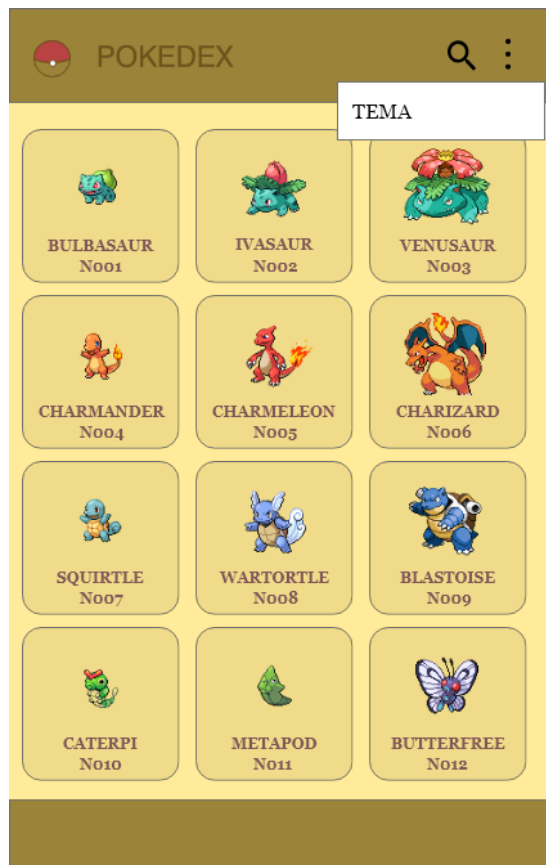 POKEDEX
TEMA
BULBASAUR
N001
IVASAUR
N002
VENUSAUR
N003
CHARMANDER
N004
CHARMELEON
N005
CHARIZARD
N006
SQUIRTLE
N007
WARTORTLE
N008
BLASTOISE
N009
CATERPI
N010
METAPOD
N011
BUTTERFREE
N012